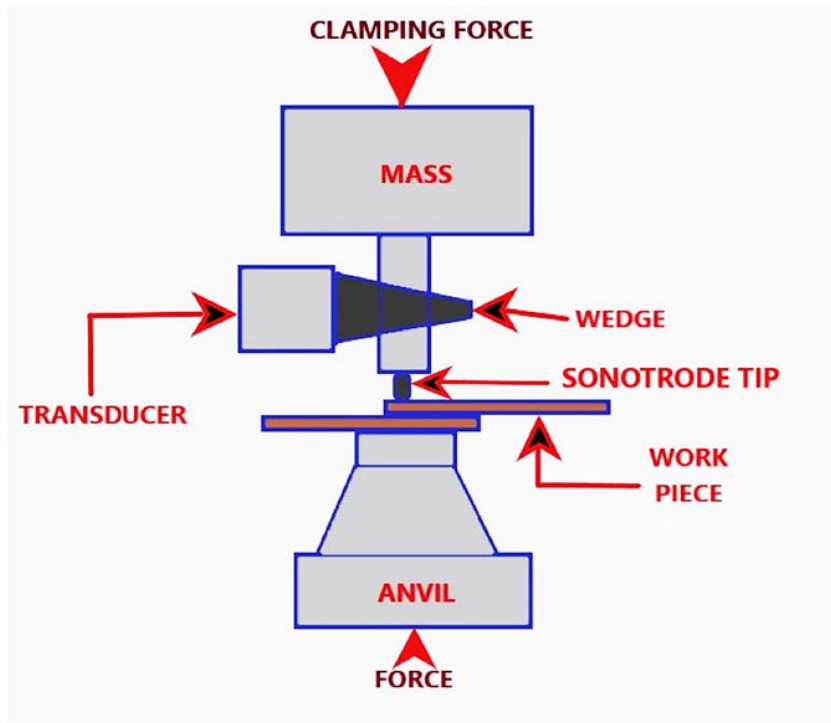 CLAMPING FORCE
MASS
WEDGE
SONOTRODE TIP
TRANSDUCER
WORK
PIECE
ANVIL
FORCE